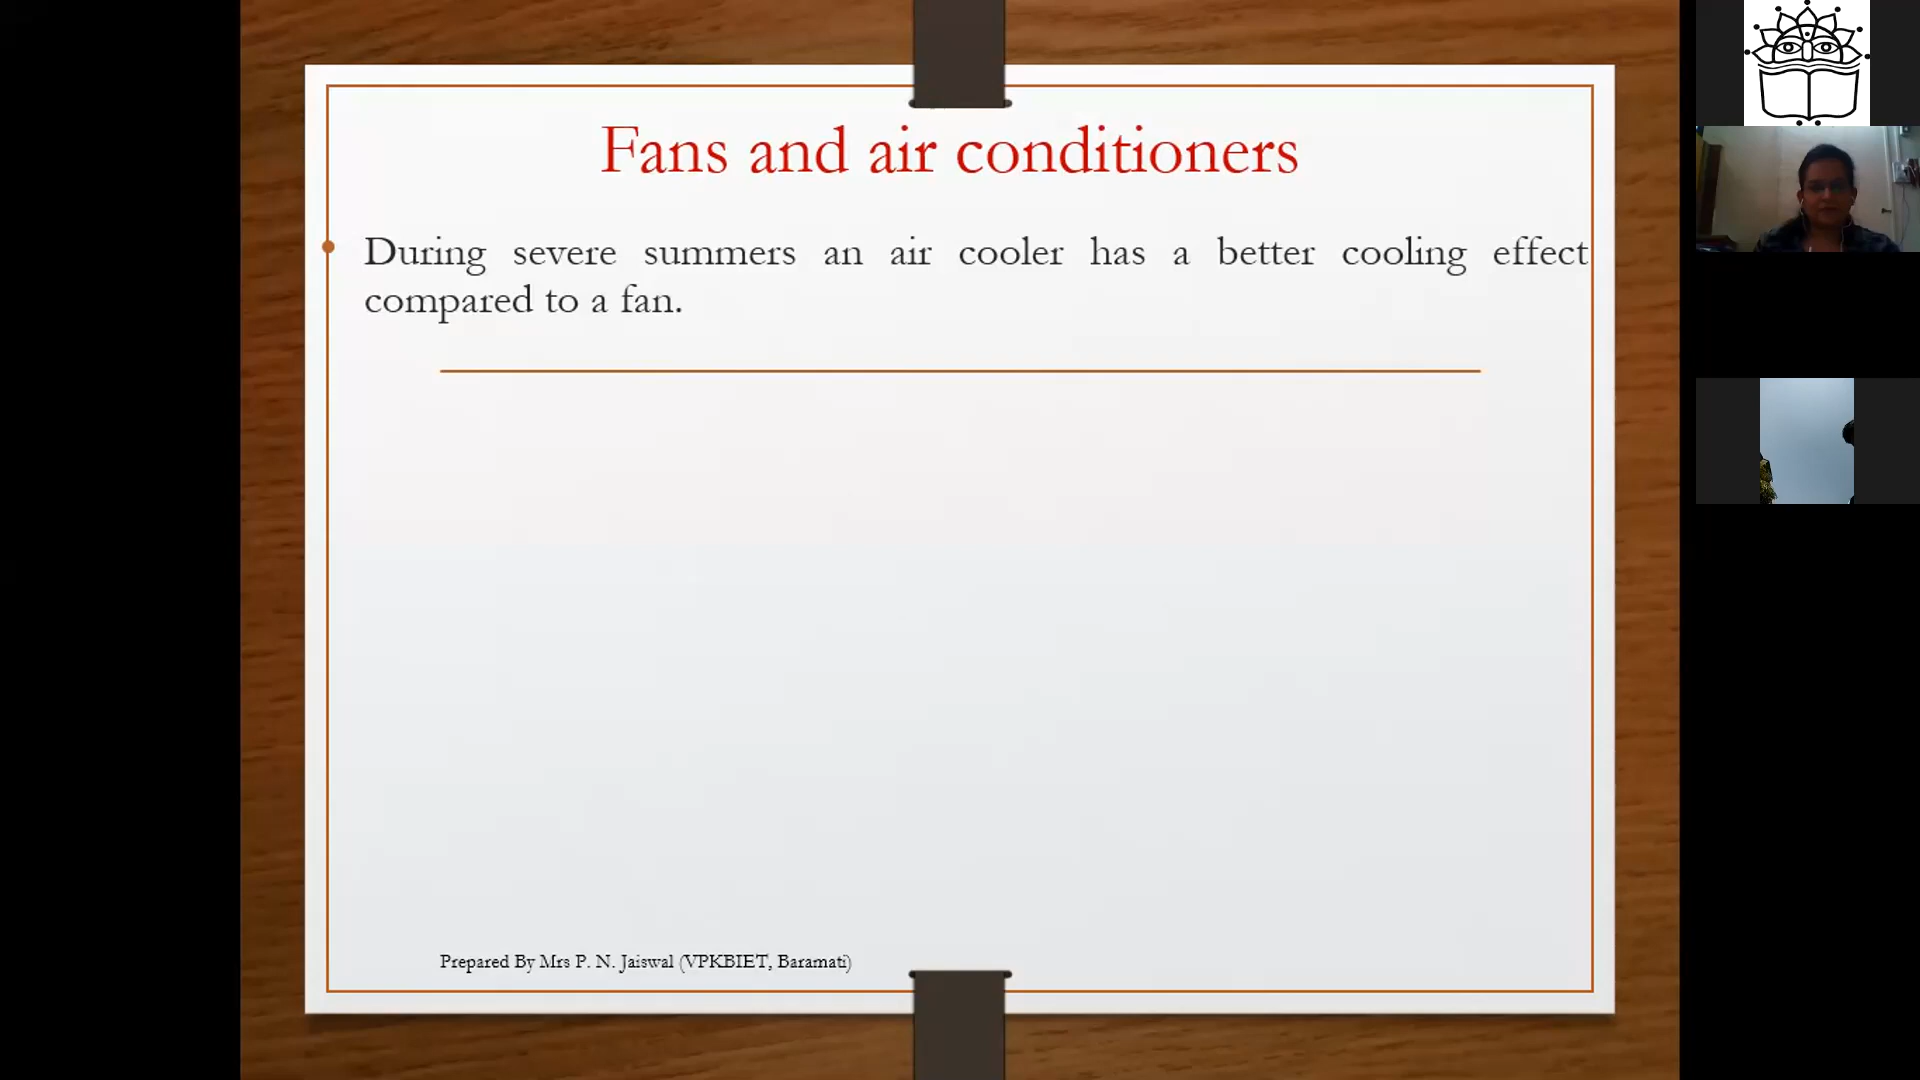 Fans and air conditioners
During severe summers an air cooler has a better cooling effect
compared to a fan.
Prepared By Mrs P. N. Jaiswal (VPKBIET, Baramati)